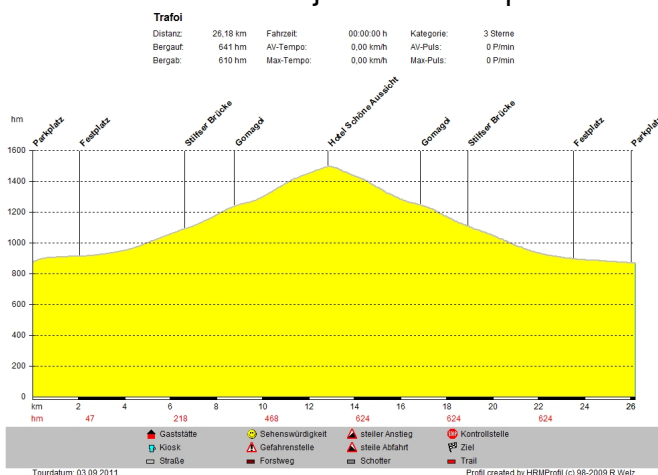 Trafoi
Distanz: 26,18 km Fahrzeit: 00:00:00 h Kategorie: 3 Sterne
Bergauf: 641 hm AV-Tempo: 0,00 km/h AV-Puls: 0 P/min
Bergab: 610 hm Max-Tempo: 0,00 km/h Max-Puls: 0 P/min
hm
Parkplatz Festplatz Stilfser Brücke Gomagoi Hotel Schöne Aussicht Gomagoi Stilfser Brücke Festplatz Parkplatz
1600
1400
1200
1000
800
600
400
200
0
km 2 4 6 8 10 12 14 16 18 20 22 24 26
hm 47 218 468 624 624 624
Gaststätte Sehenswürdigkeit steiler Anstieg Kontrollstelle
Kiosk Gefahrenstelle steile Abfahrt Ziel
Straße Forstweg Schotter Trail
Tourdatum: 03.09.2011 Profil created by HRMProfil (c) 98-2009 R.Welz